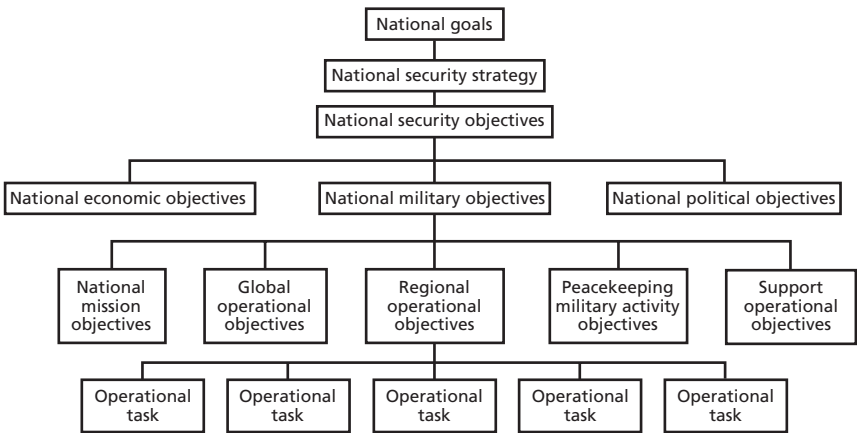 National goals
National security strategy
National security objectives
National economic objectives
National military objectives
National political objectives
National
mission
objectives
Global
operational
objectives
Regional
operational
objectives
Peacekeeping
military activity
objectives
Support
operational
objectives
Operational
task
Operational
task
Operational
task
Operational
task
Operational
task